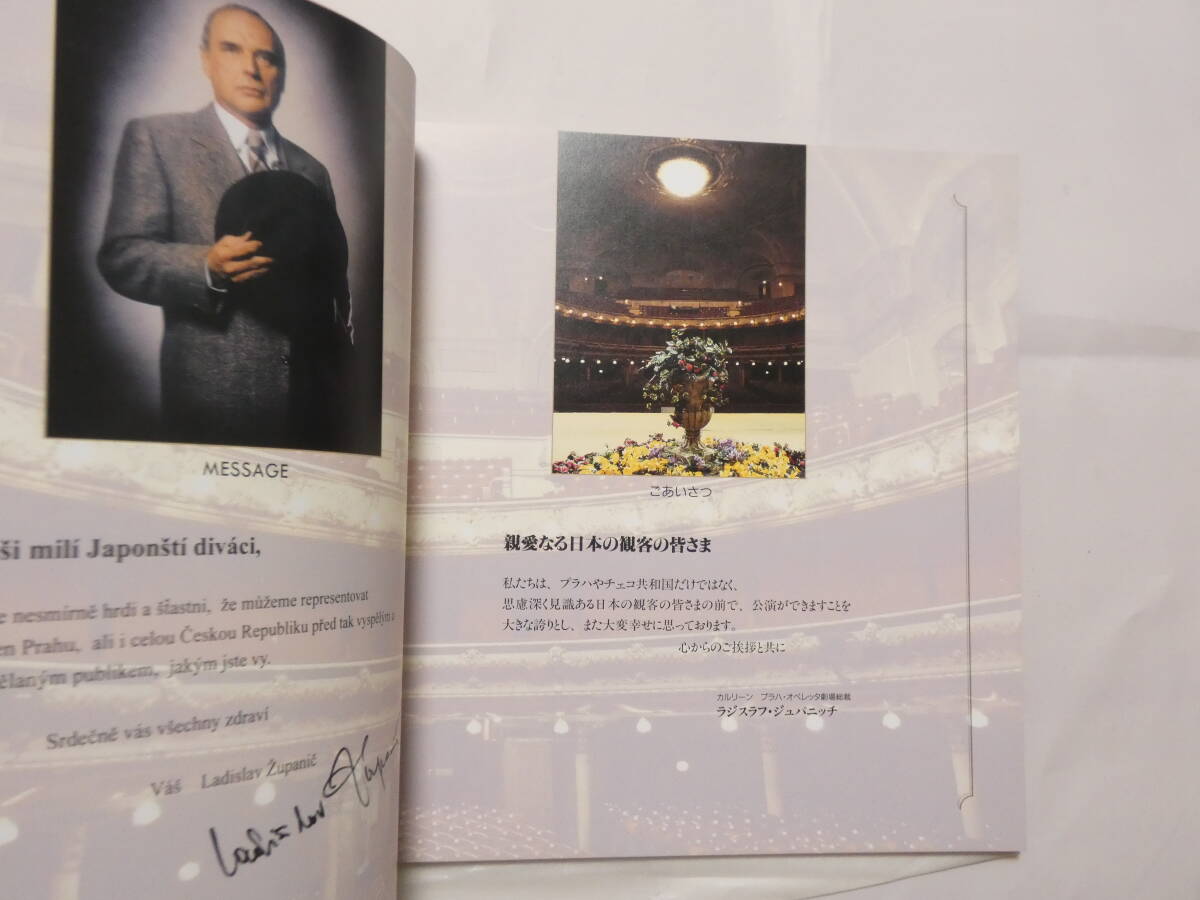 MESSAGE
ši milí Japonští diváci,
e nesmírně hrdi a šťastni, že můžeme representovat
en Prahu, ali i celou Českou Republiku před tak vyspělým a
ělaným publikem, jakým jste vy.
Srdečně vás všechny zdraví
Váš Ladislav Županič
ごあいさつ
親愛なる日本の観客の皆さま
私たちは、プラハやチェコ共和国だけではなく、
思慮深く見識ある日本の観客の皆さまの前で、公演ができますことを
大きな誇りとし、また大変幸せに思っております。
心からのご挨拶と共に
カルリーン プラハ・オペレッタ劇場総裁
ラジスラフ・ジュパニッチ